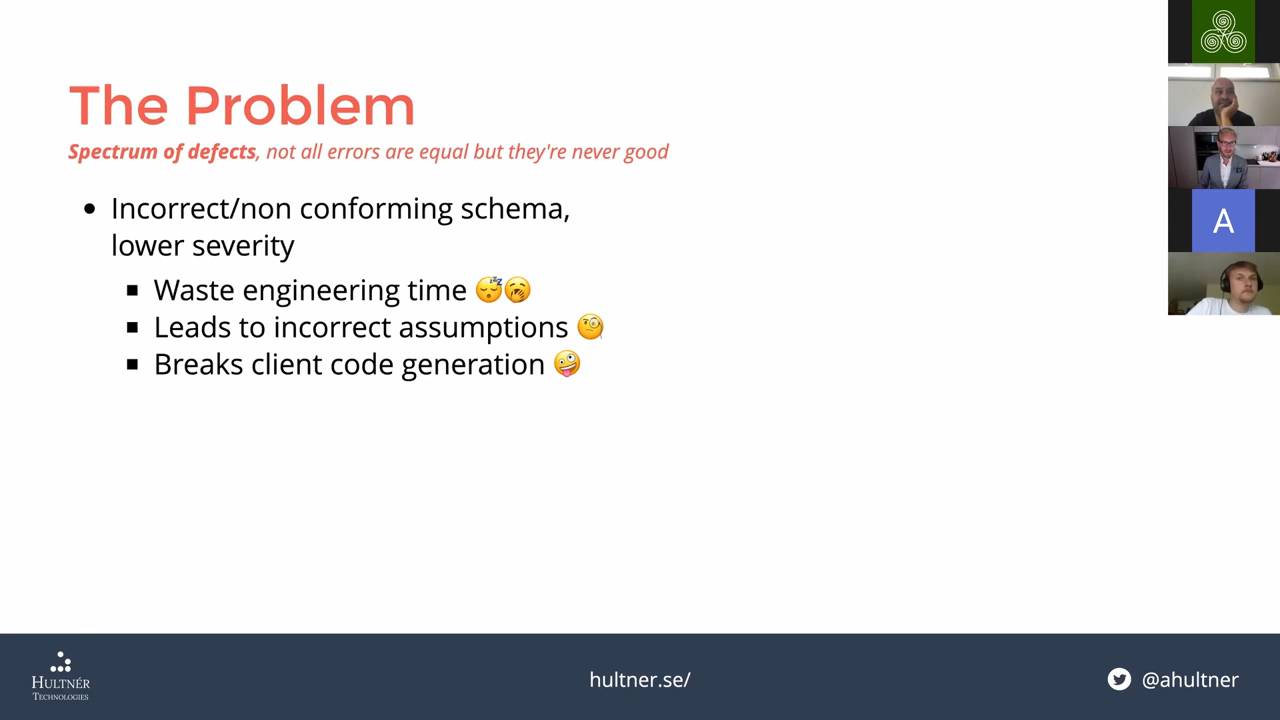 The Problem
Spectrum of defects, not all errors are equal but they're never good
Incorrect/non conforming schema,
lower severity
Waste engineering time 😴🥱
Leads to incorrect assumptions 🧐
Breaks client code generation 🤪
A
HULTNÉR
TECHNOLOGIES
hultner.se/
@ahultner